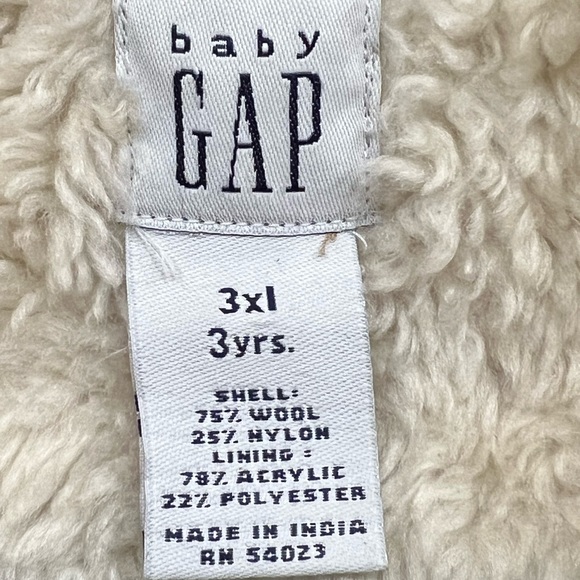 baby
GAP
3xl
3yrs.
SHELL:
75% WOOL
25% NYLON
LINING :
78% ACRYLIC
22% POLYESTER
MADE IN INDIA
RN 54023